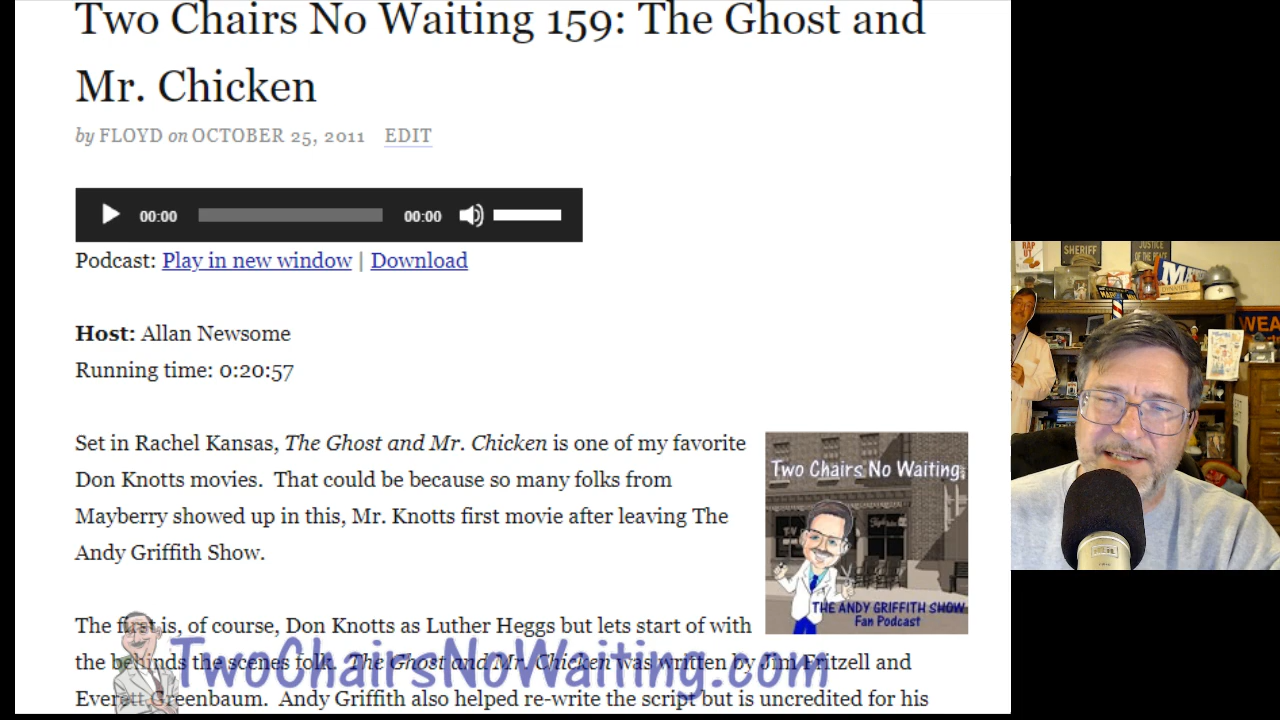 Two Chairs No Waiting 159: The Ghost and
Mr. Chicken
by FLOYD on OCTOBER 25, 2011 EDIT
00:00 00:00
Podcast: Play in new window | Download
Host: Allan Newsome
Running time: 0:20:57
Set in Rachel Kansas, The Ghost and Mr. Chicken is one of my favorite
Don Knotts movies. That could be because so many folks from
Mayberry showed up in this, Mr. Knotts first movie after leaving The
Andy Griffith Show.
The first is, of course, Don Knotts as Luther Heggs but lets start of with
the behinds the scenes folk. The Ghost and Mr. Chicken was written by Jim Fritzell and
Everett Greenbaum. Andy Griffith also helped re-write the script but is uncredited for his
Two Chairs No Waiting
THE ANDY GRIFFITH SHOW
Fan Podcast
TwoChairsNoWaiting.com
SHERIFF
JUSTICE
OF THE PEACE
WEA